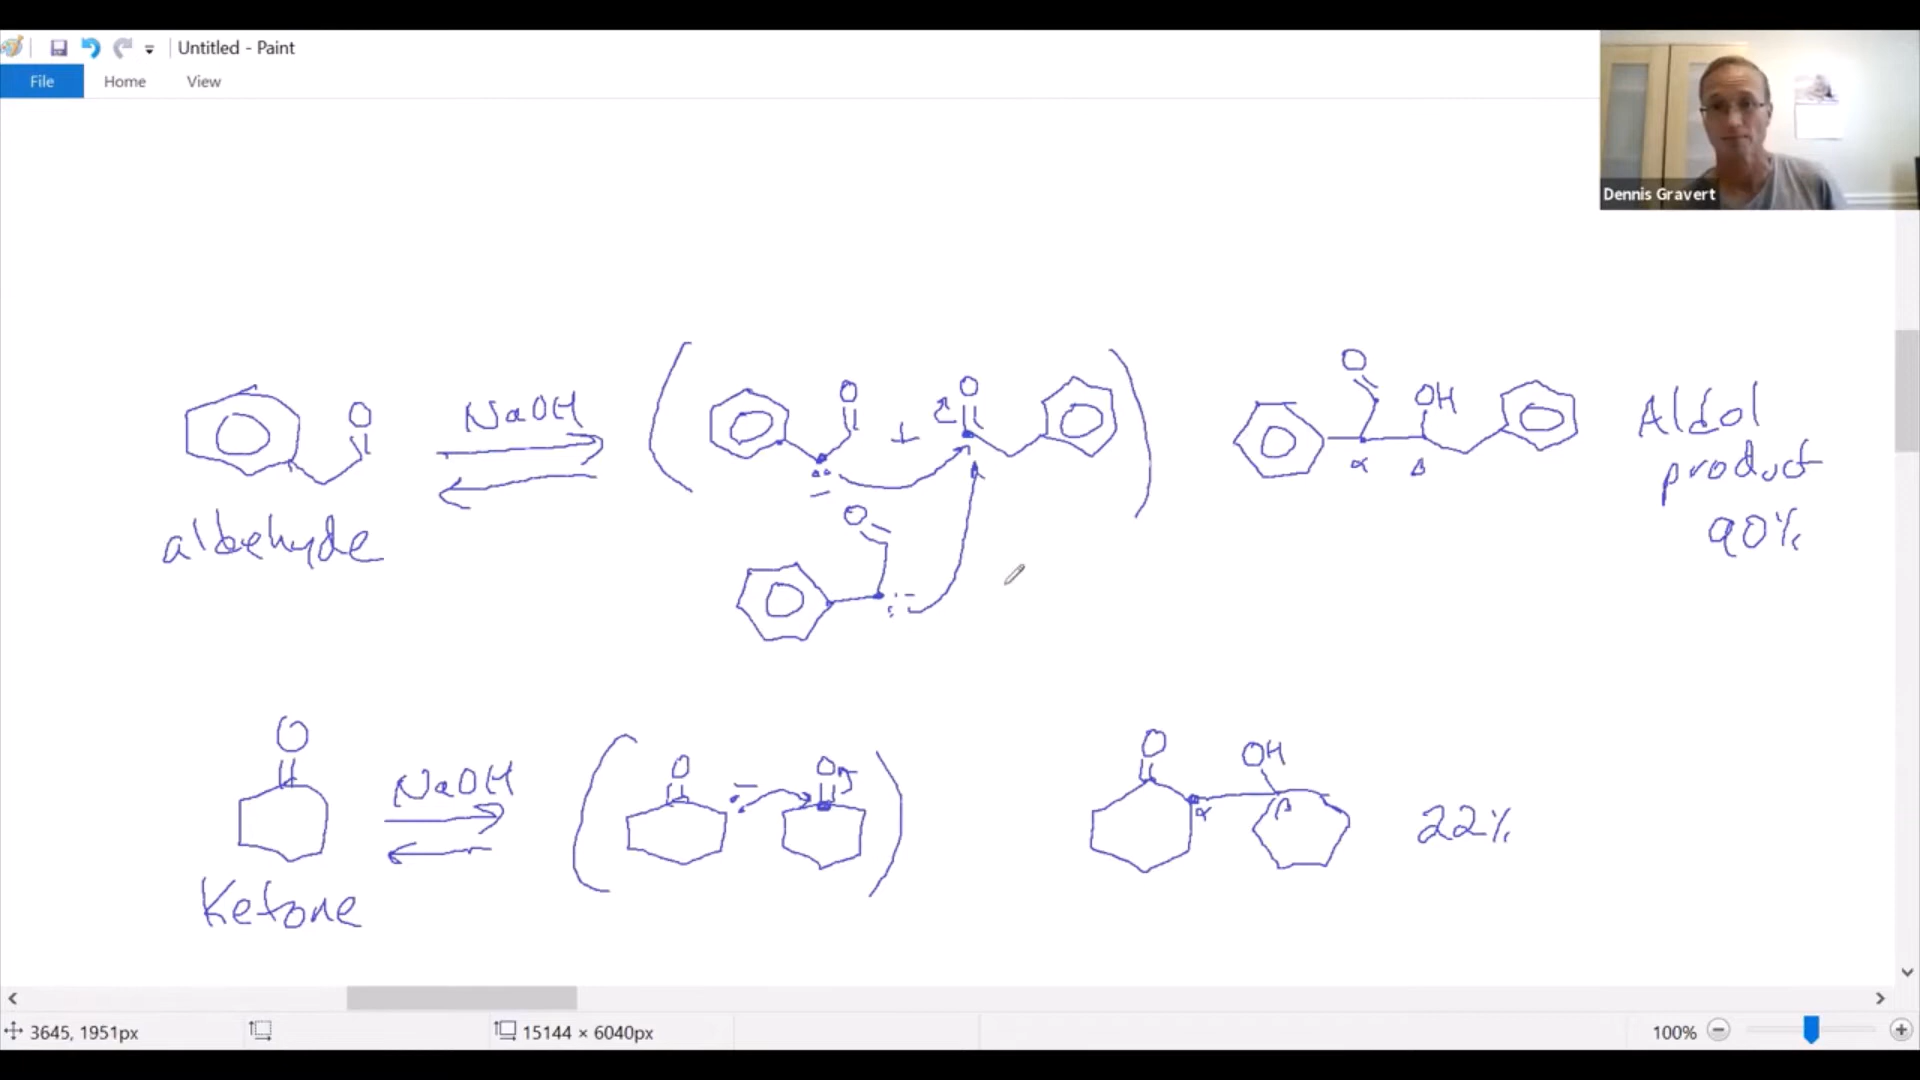 Untitled - Paint
File Home View
Dennis Gravert
O
NaOH
O
+
O
O
OH
α
β
Aldol
product
90%
aldehyde
O
O
NaOH
O
O
O
OH
α
β
22%
Ketone
3645, 1951px
15144 × 6040px
100%